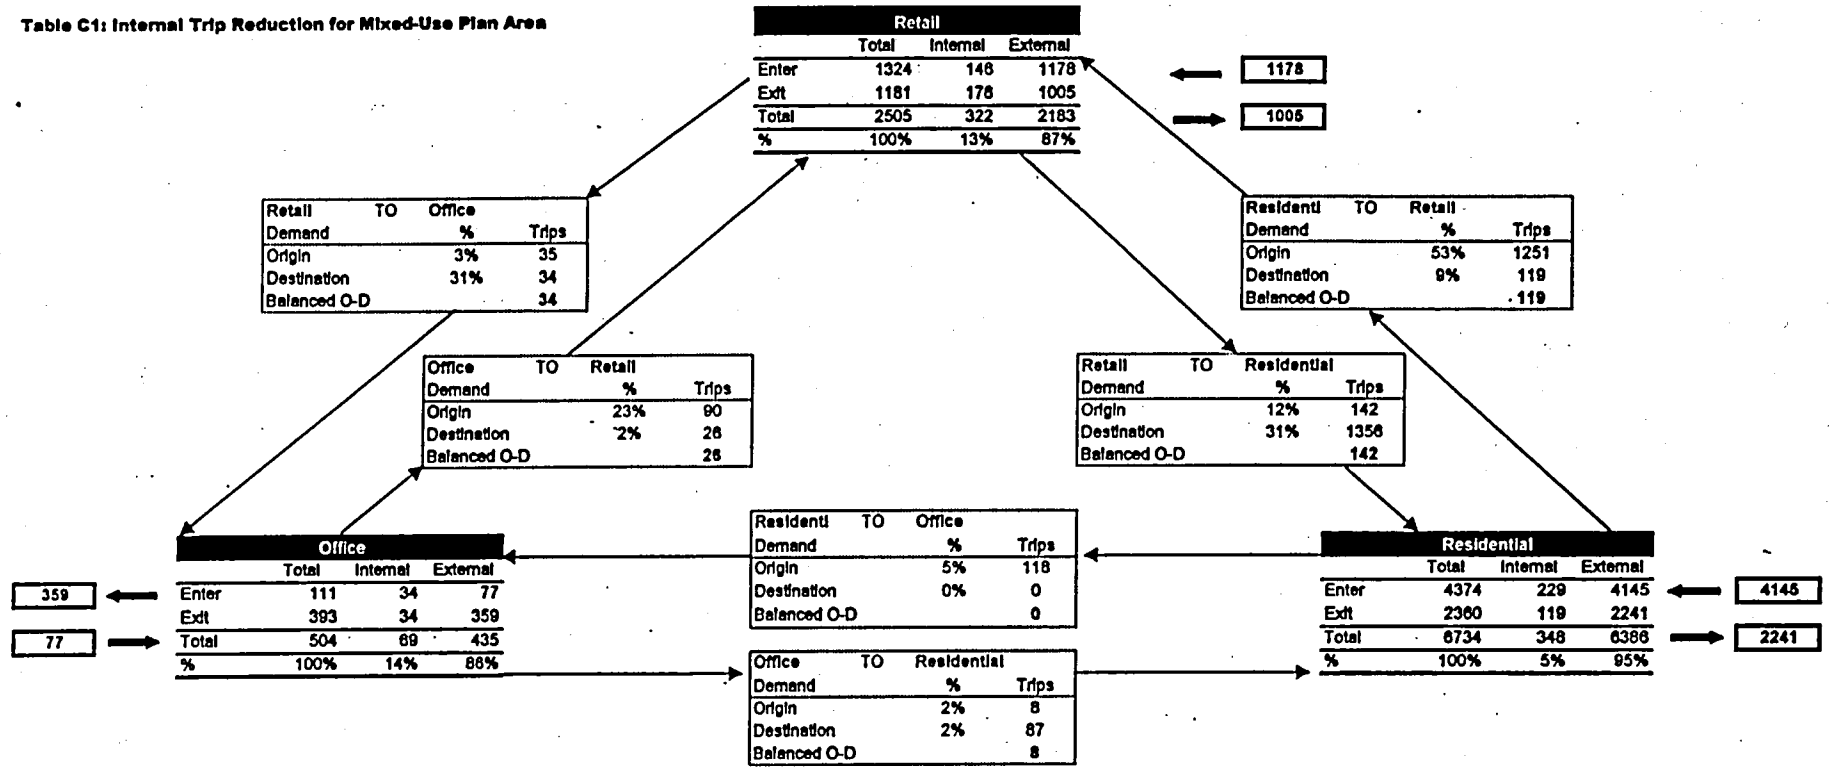 Table C1: Internal Trip Reduction for Mixed-Use Plan Area
Retail
Total Internal External
Enter 1324 146 1178
Exit 1181 176 1005
Total 2505 322 2183
% 100% 13% 87%
1178
1005
Retail TO Office
Demand % Trips
Origin 3% 35
Destination 31% 34
Balanced O-D 34
Residenti TO Retail
Demand % Trips
Origin 53% 1251
Destination 9% 119
Balanced O-D 119
Office TO Retail
Demand % Trips
Origin 23% 90
Destination 2% 26
Balanced O-D 26
Retail TO Residential
Demand % Trips
Origin 12% 142
Destination 31% 1356
Balanced O-D 142
Residenti TO Office
Demand % Trips
Origin 5% 118
Destination 0% 0
Balanced O-D 0
Office
Total Internal External
Enter 111 34 77
Exit 393 34 359
Total 504 69 435
% 100% 14% 86%
359
77
Residential
Total Internal External
Enter 4374 229 4145
Exit 2360 119 2241
Total 6734 348 6386
% 100% 5% 95%
4145
2241
Office TO Residential
Demand % Trips
Origin 2% 8
Destination 2% 87
Balanced O-D 8